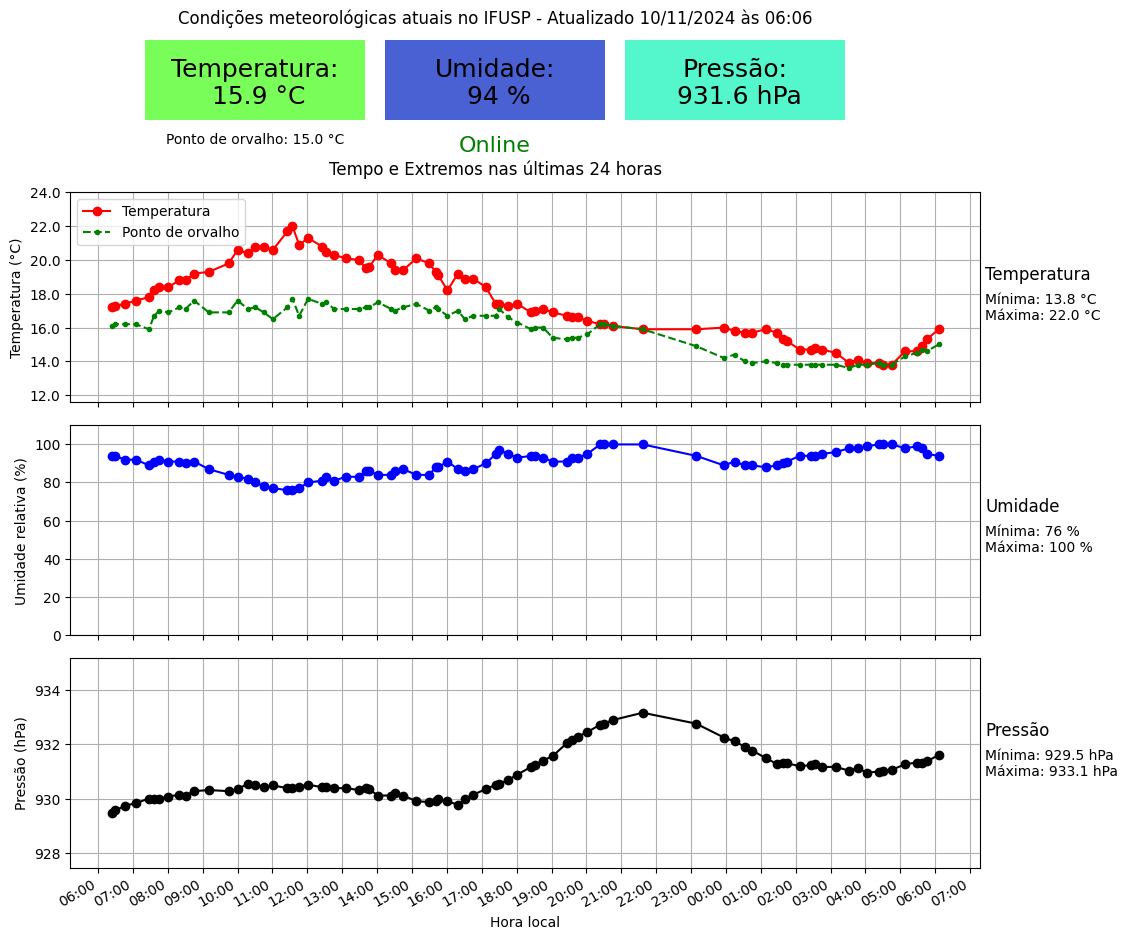 Condições meteorológicas atuais no IFUSP - Atualizado 10/11/2024 às 06:06
Temperatura:
15.9 °C
Umidade:
94 %
Pressão:
931.6 hPa
Ponto de orvalho: 15.0 °C
Online
Tempo e Extremos nas últimas 24 horas
Temperatura (°C)
24.0
22.0
20.0
18.0
16.0
14.0
12.0
Temperatura
Ponto de orvalho
Temperatura
Mínima: 13.8 °C
Máxima: 22.0 °C
Umidade relativa (%)
100
80
60
40
20
0
Umidade
Mínima: 76 %
Máxima: 100 %
Pressão (hPa)
934
932
930
928
Pressão
Mínima: 929.5 hPa
Máxima: 933.1 hPa
06:00 07:00 08:00 09:00 10:00 11:00 12:00 13:00 14:00 15:00 16:00 17:00 18:00 19:00 20:00 21:00 22:00 23:00 00:00 01:00 02:00 03:00 04:00 05:00 06:00 07:00
Hora local